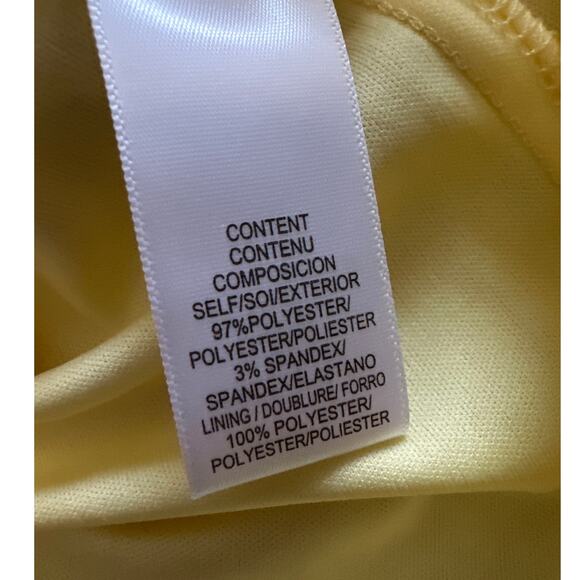 CONTENT
CONTENU
COMPOSICION
SELF/SOI/EXTERIOR
97%POLYESTER/
POLYESTER/POLIESTER
3% SPANDEX/
SPANDEX/ELASTANO
LINING / DOUBLURE/ FORRO
100% POLYESTER/
POLYESTER/POLIESTER